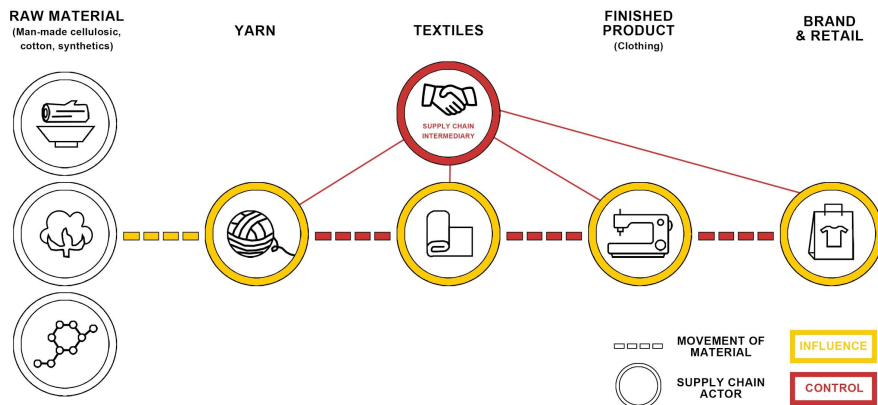 RAW MATERIAL
(Man-made cellulosic,
cotton, synthetics)
YARN
TEXTILES
FINISHED
PRODUCT
(Clothing)
BRAND
& RETAIL
SUPPLY CHAIN
INTERMEDIARY
MOVEMENT OF
MATERIAL
INFLUENCE
SUPPLY CHAIN
ACTOR
CONTROL